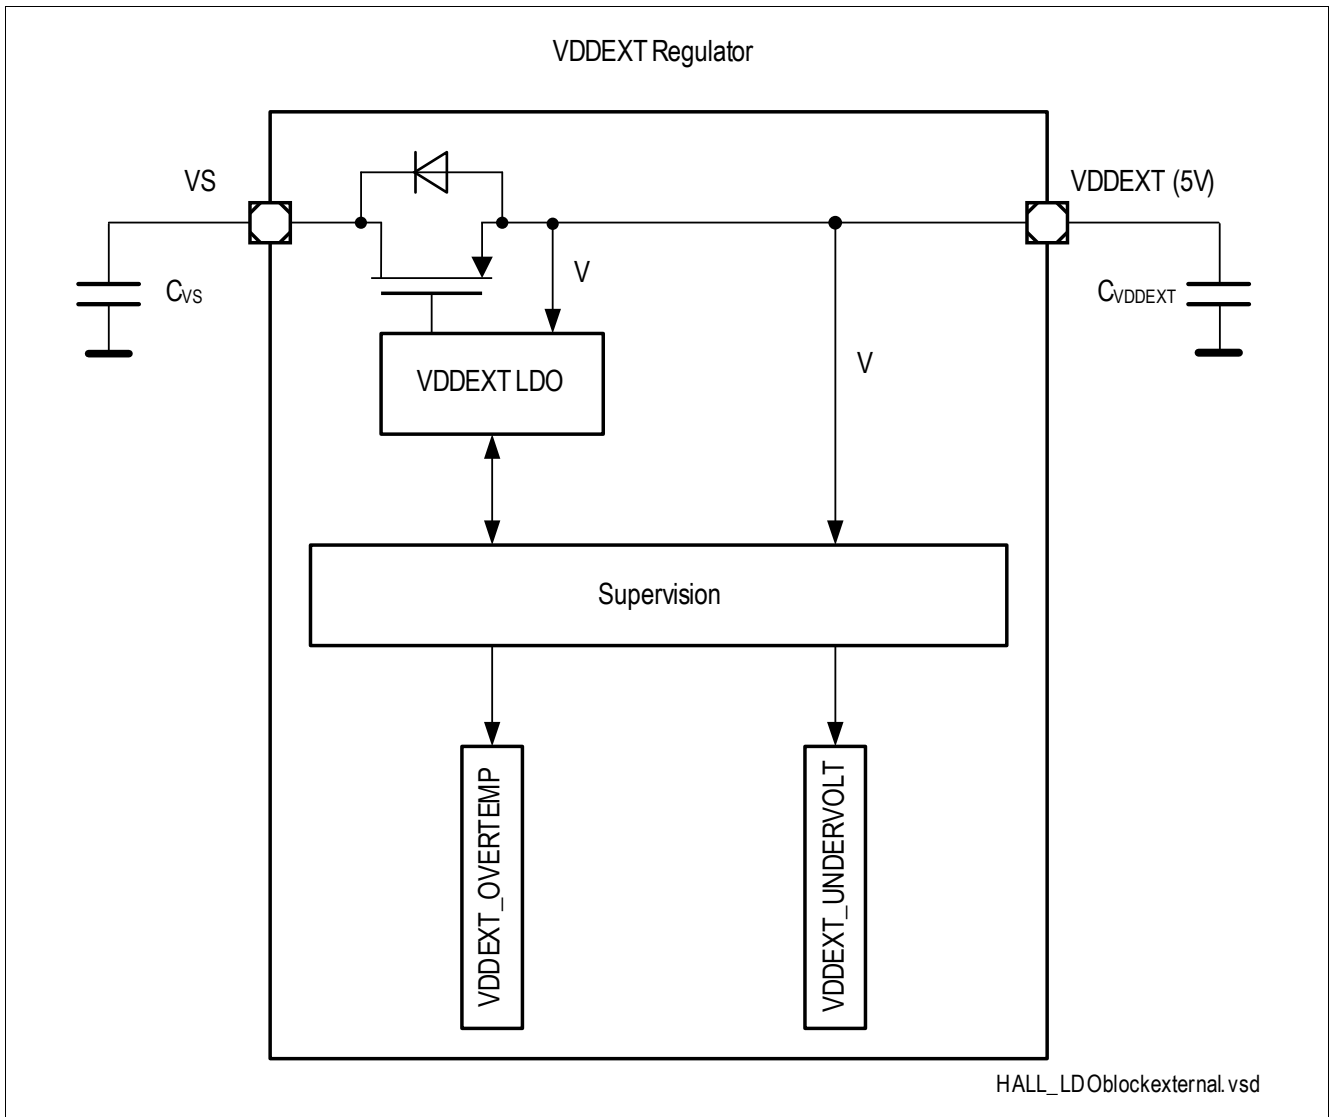 VDDEXT Regulator
VS
VDDEXT (5V)
CVS
V
CVDDEXT
V
VDDEXT LDO
Supervision
VDDEXT_OVERTEMP
VDDEXT_UNDERVOLT
HALL_LDOblockexternal.vsd